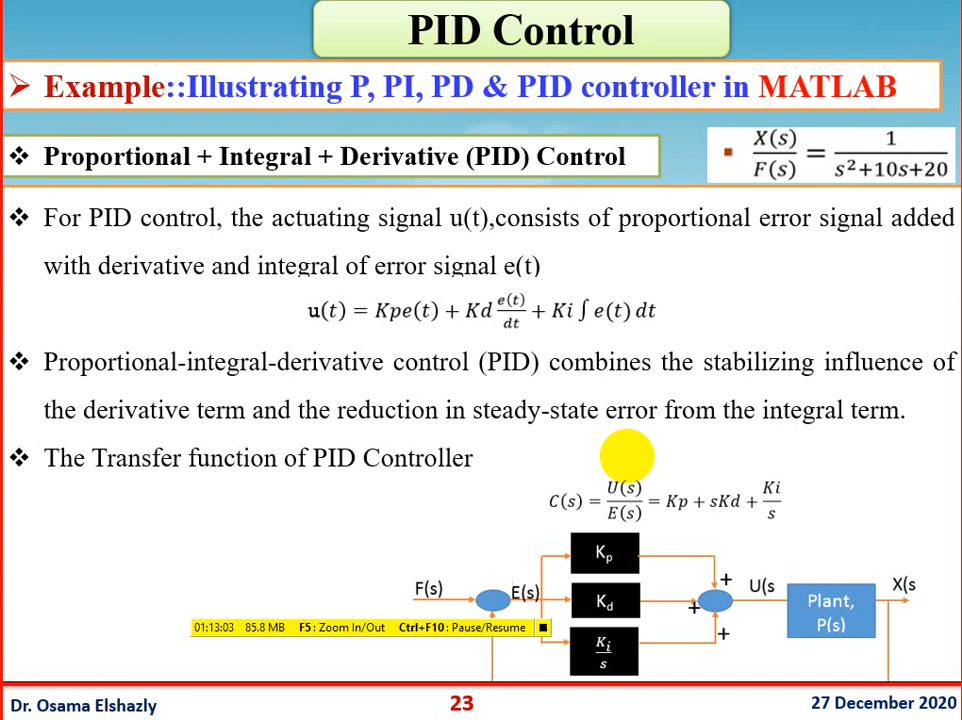 PID Control
➢ Example::Illustrating P, PI, PD & PID controller in MATLAB
❖ Proportional + Integral + Derivative (PID) Control
▪ X(s)/F(s) = 1/(s²+10s+20)
❖ For PID control, the actuating signal u(t),consists of proportional error signal added
with derivative and integral of error signal e(t)
u(t) = Kpe(t) + Kd e(t)/dt + Ki ∫ e(t) dt
❖ Proportional-integral-derivative control (PID) combines the stabilizing influence of
the derivative term and the reduction in steady-state error from the integral term.
❖ The Transfer function of PID Controller
C(s) = U(s)/E(s) = Kp + sKd + Ki/s
Kp
F(s)
E(s)
Kd
+
+
+
U(s
Plant,
P(s)
X(s
Ki/s
01:13:03 85.8 MB F5: Zoom In/Out Ctrl+F10: Pause/Resume
Dr. Osama Elshazly
23
27 December 2020